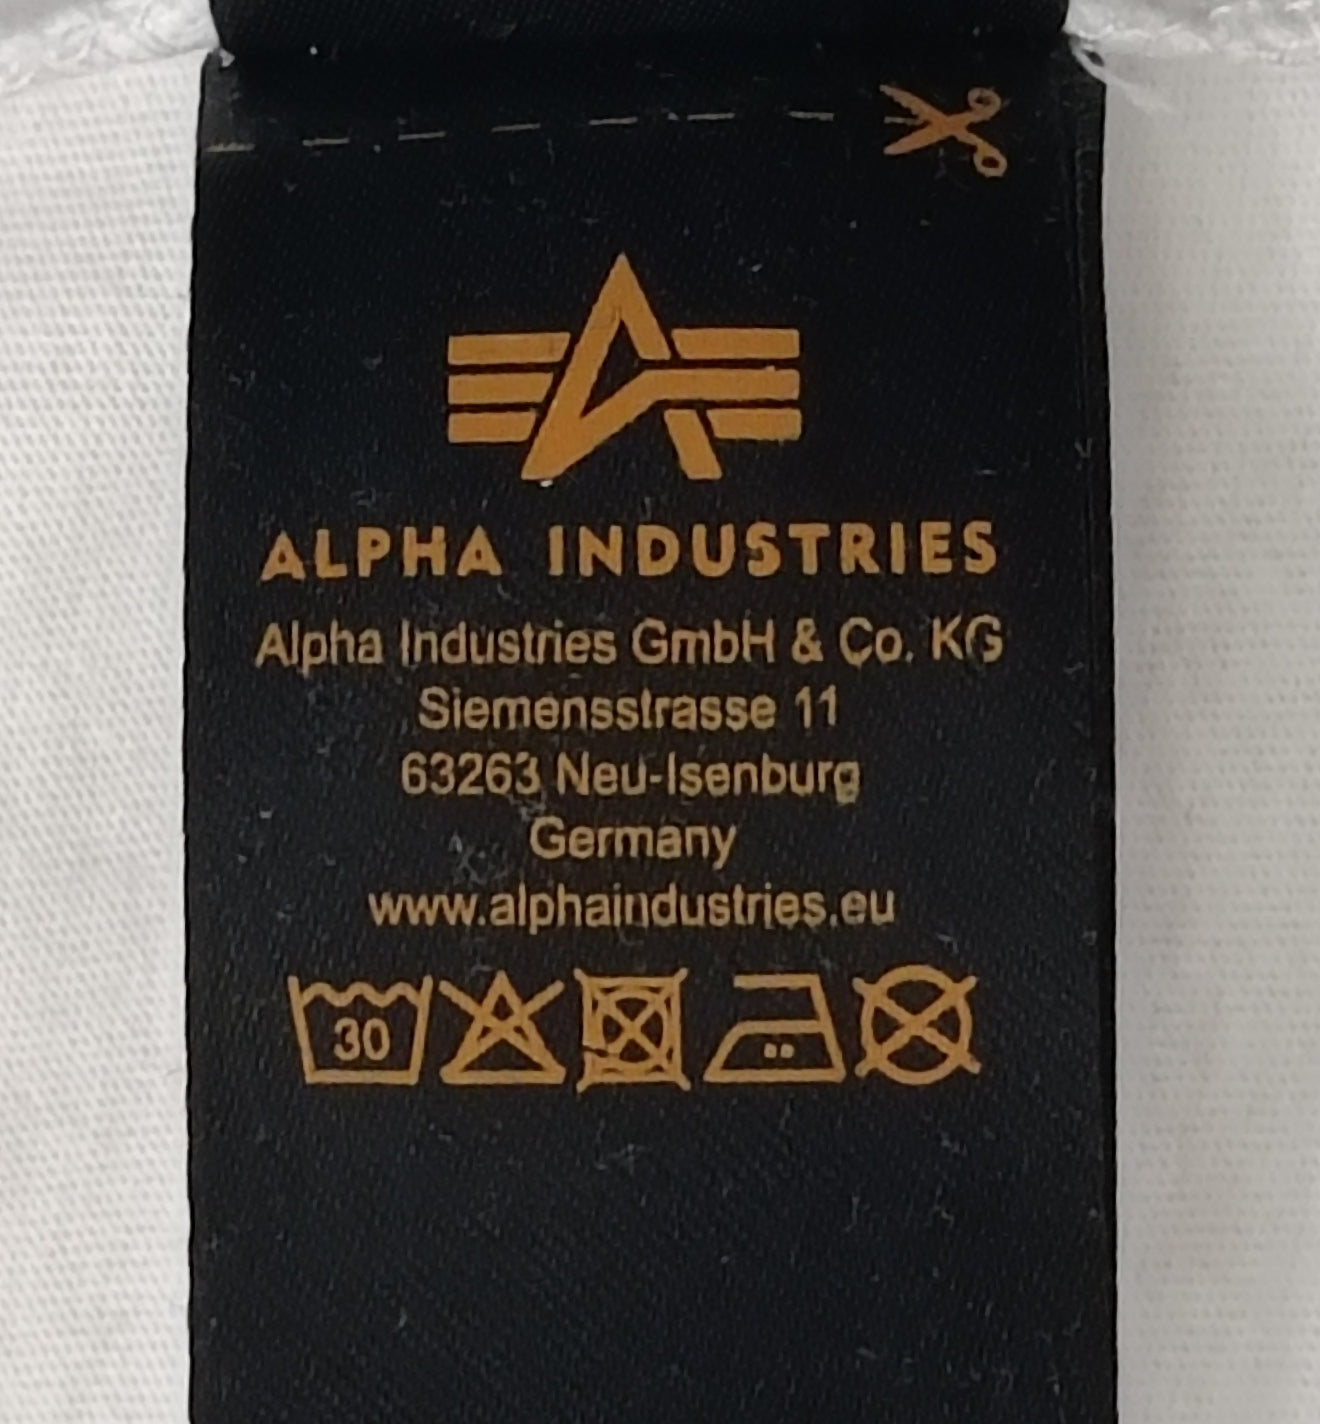 ALPHA INDUSTRIES
Alpha Industries GmbH & Co. KG
Siemensstrasse 11
63263 Neu-Isenburg
Germany
www.alphaindustries.eu
30